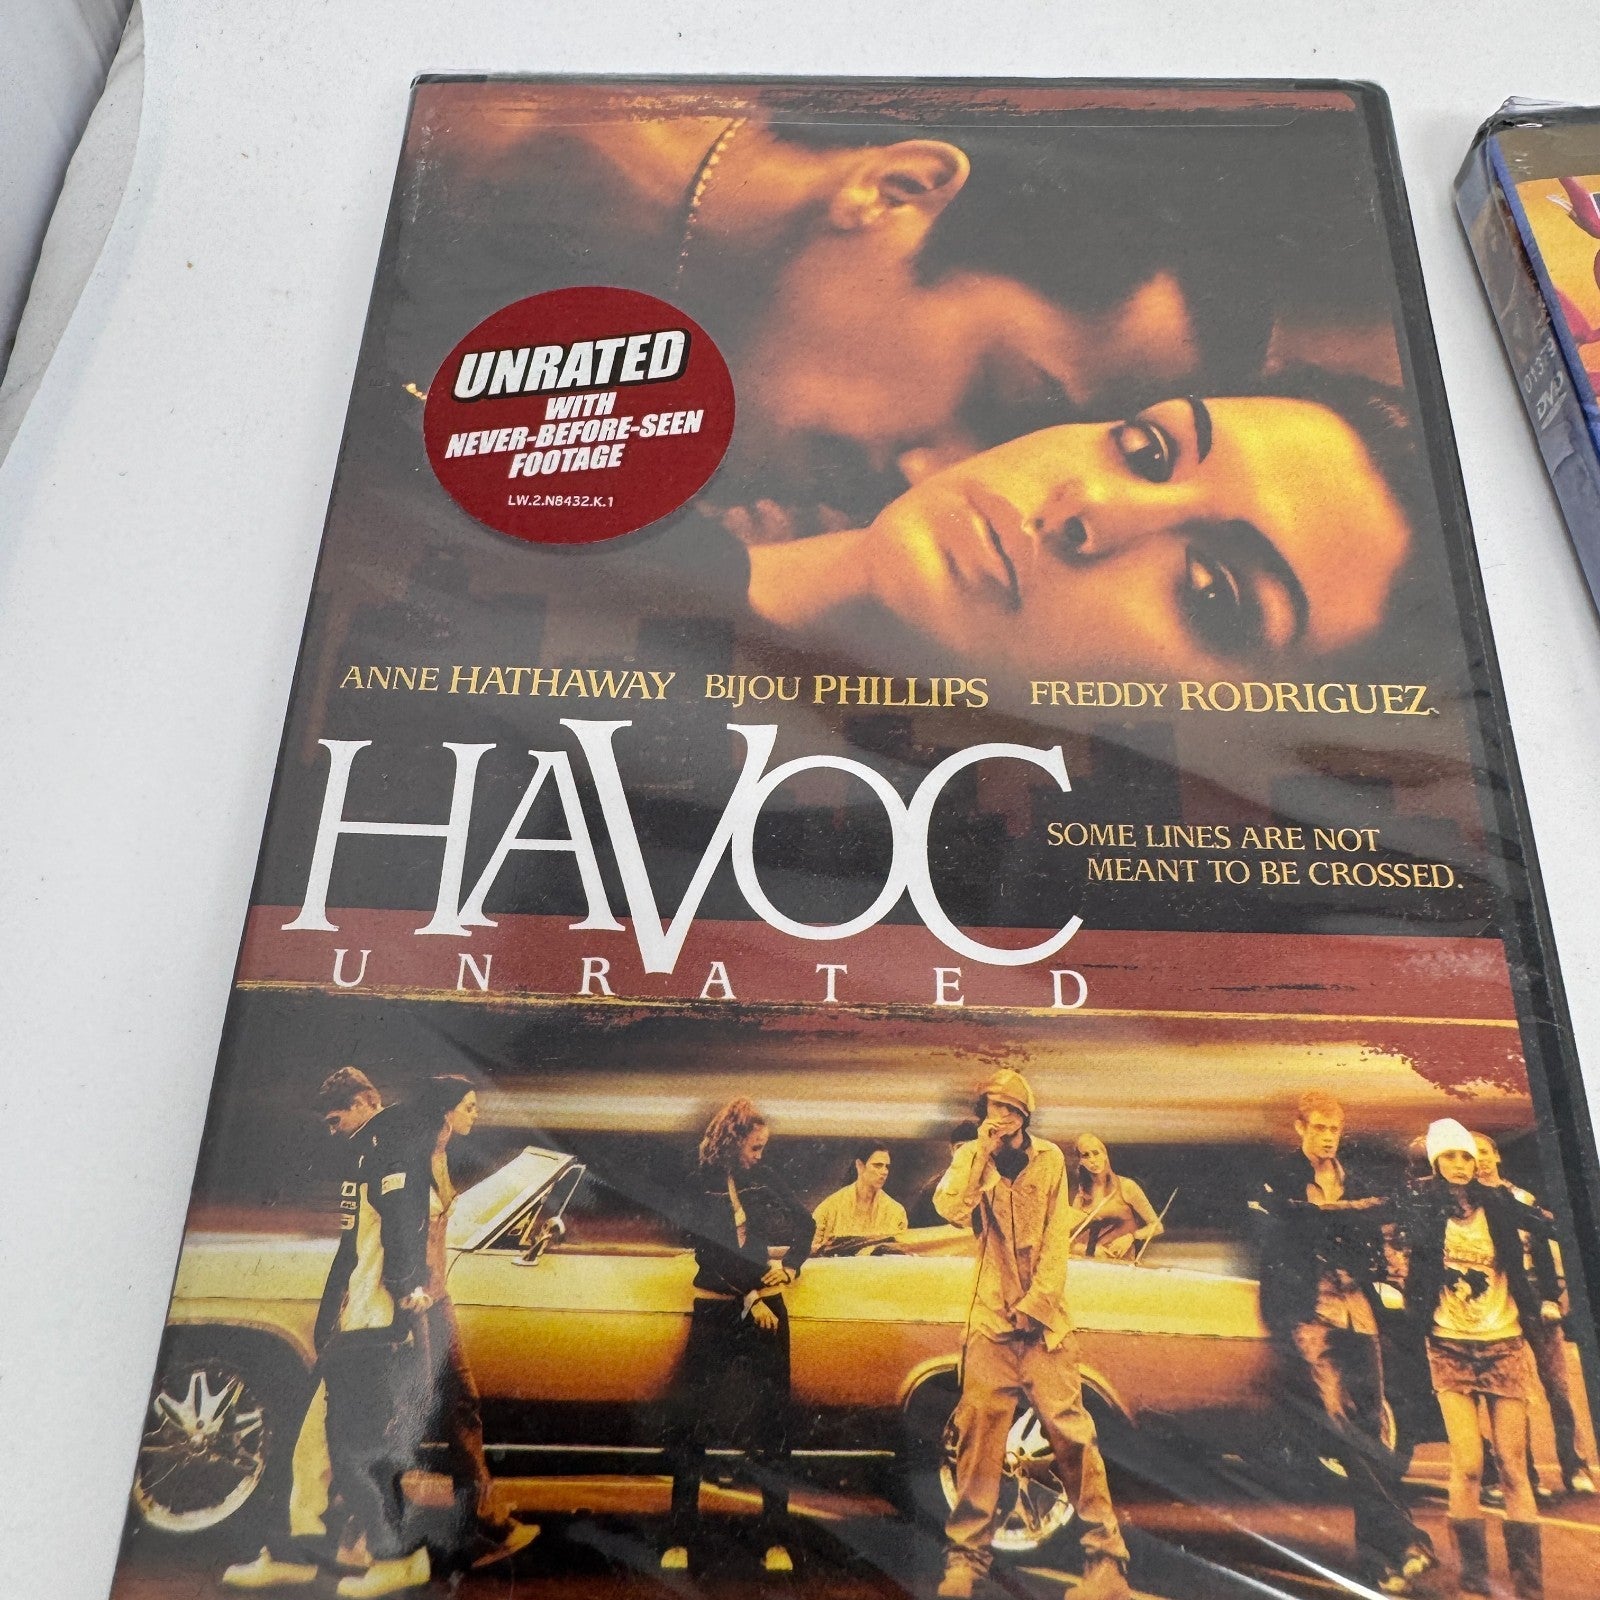 UNRATED
WITH
NEVER-BEFORE-SEEN
FOOTAGE
LW.2.N8432.K.1
ANNE HATHAWAY BIJOU PHILLIPS FREDDY RODRIGUEZ
HAVOC
SOME LINES ARE NOT
MEANT TO BE CROSSED.
UNRATED
DVD